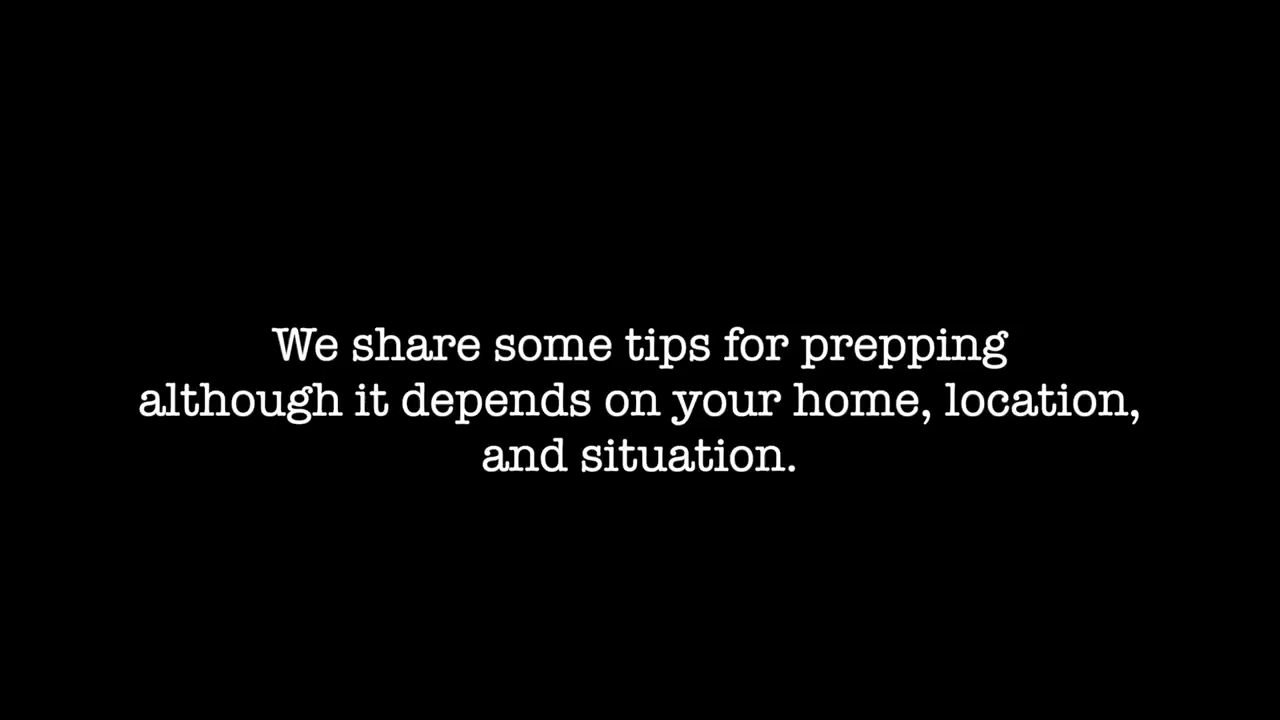 We share some tips for prepping
although it depends on your home, location,
and situation.